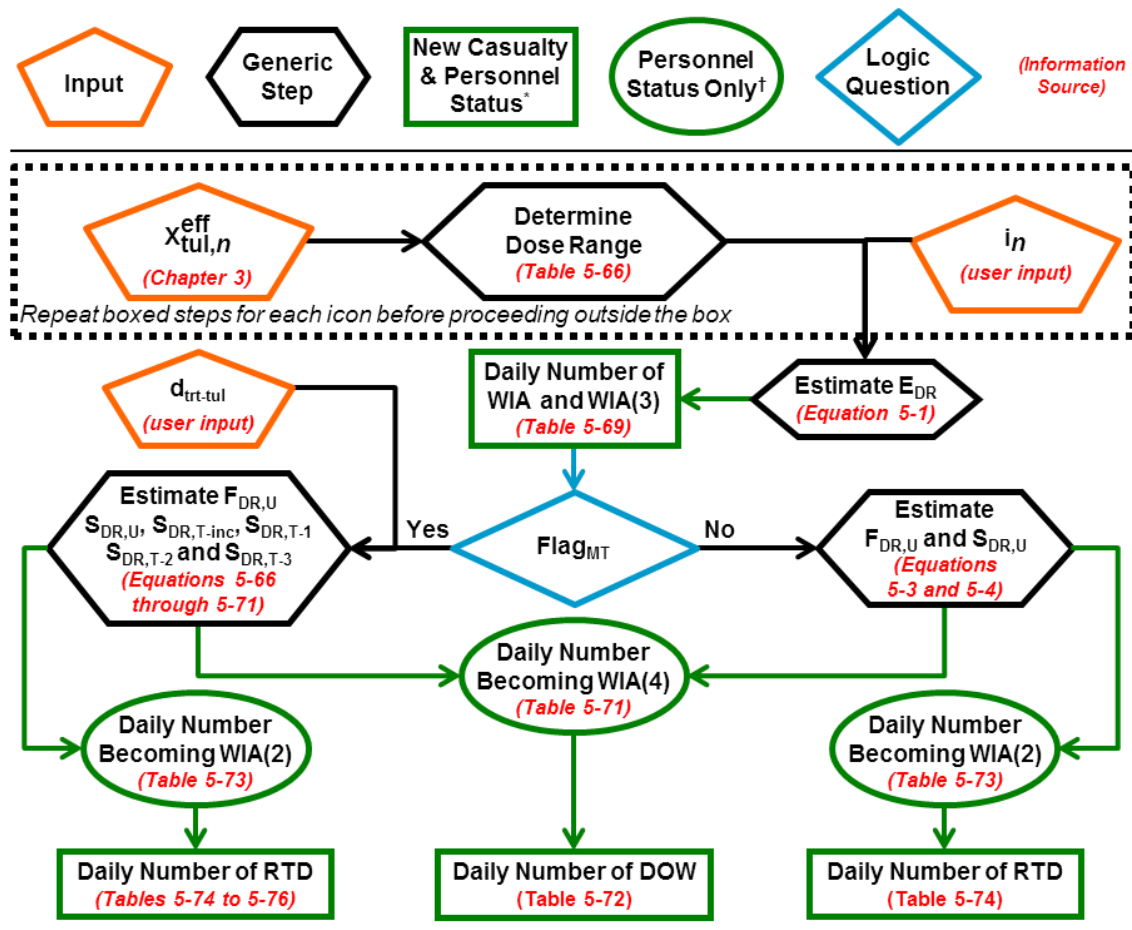 Input
Generic
Step
New Casualty
& Personnel
Status*
Personnel
Status Only†
Logic
Question
(Information
Source)
X^eff_tul,n
(Chapter 3)
Determine
Dose Range
(Table 5-66)
i_n
(user input)
Repeat boxed steps for each icon before proceeding outside the box
d_trt-tul
(user input)
Daily Number of
WIA and WIA(3)
(Table 5-69)
Estimate E_DR
(Equation 5-1)
Estimate F_DR,U
S_DR,U, S_DR,T-inc, S_DR,T-1
S_DR,T-2 and S_DR,T-3
(Equations 5-66
through 5-71)
Yes
Flag_MT
No
Estimate
F_DR,U and S_DR,U
(Equations
5-3 and 5-4)
Daily Number
Becoming WIA(4)
(Table 5-71)
Daily Number
Becoming WIA(2)
(Table 5-73)
Daily Number
Becoming WIA(2)
(Table 5-73)
Daily Number of RTD
(Tables 5-74 to 5-76)
Daily Number of DOW
(Table 5-72)
Daily Number of RTD
(Table 5-74)